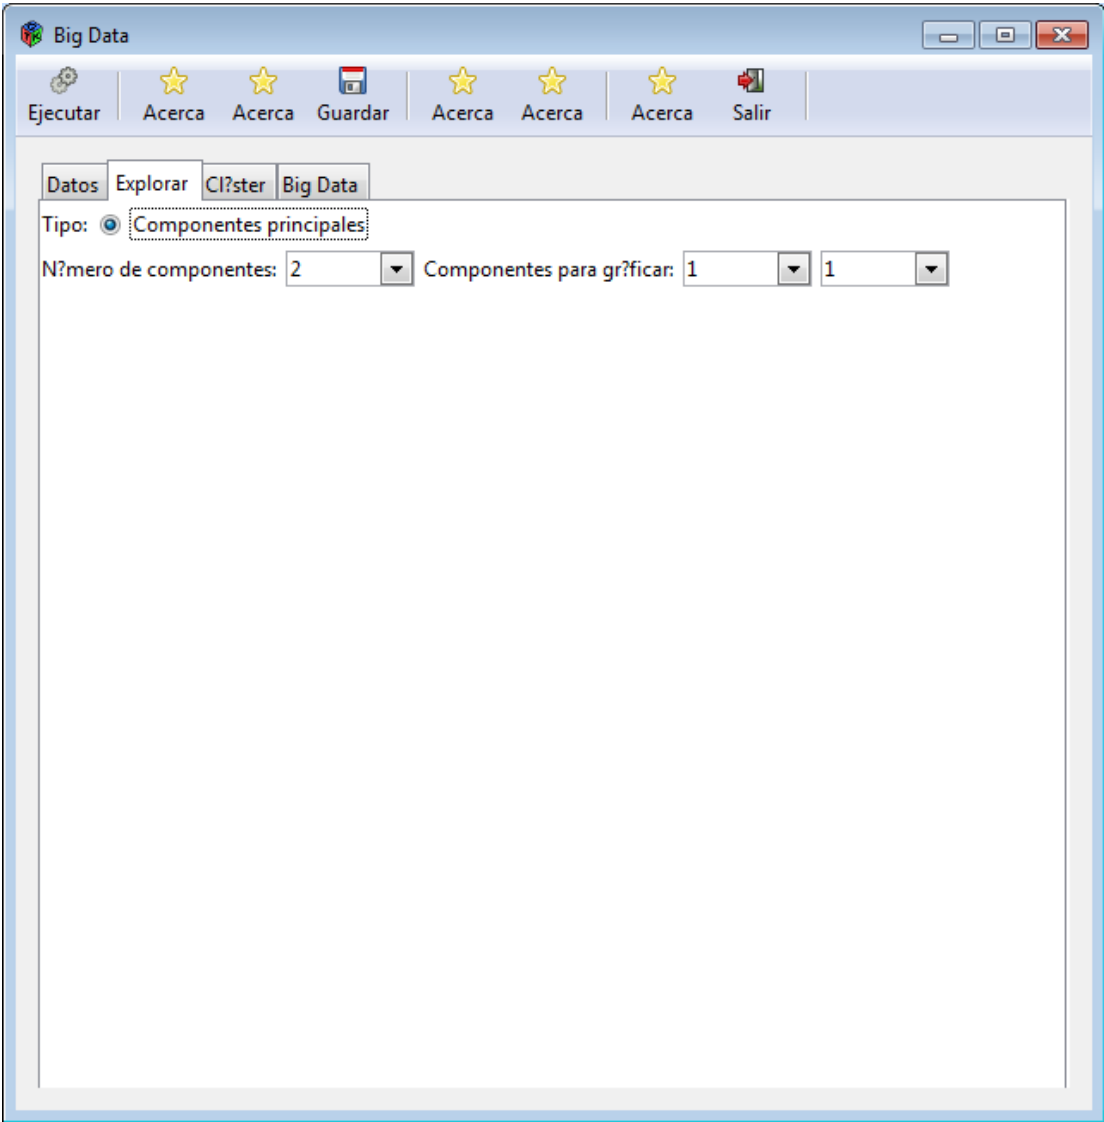 Big Data
Ejecutar Acerca Acerca Guardar Acerca Acerca Acerca Salir
Datos Explorar Cl?ster Big Data
Tipo: Componentes principales
N?mero de componentes: 2 Componentes para gr?ficar: 1 1